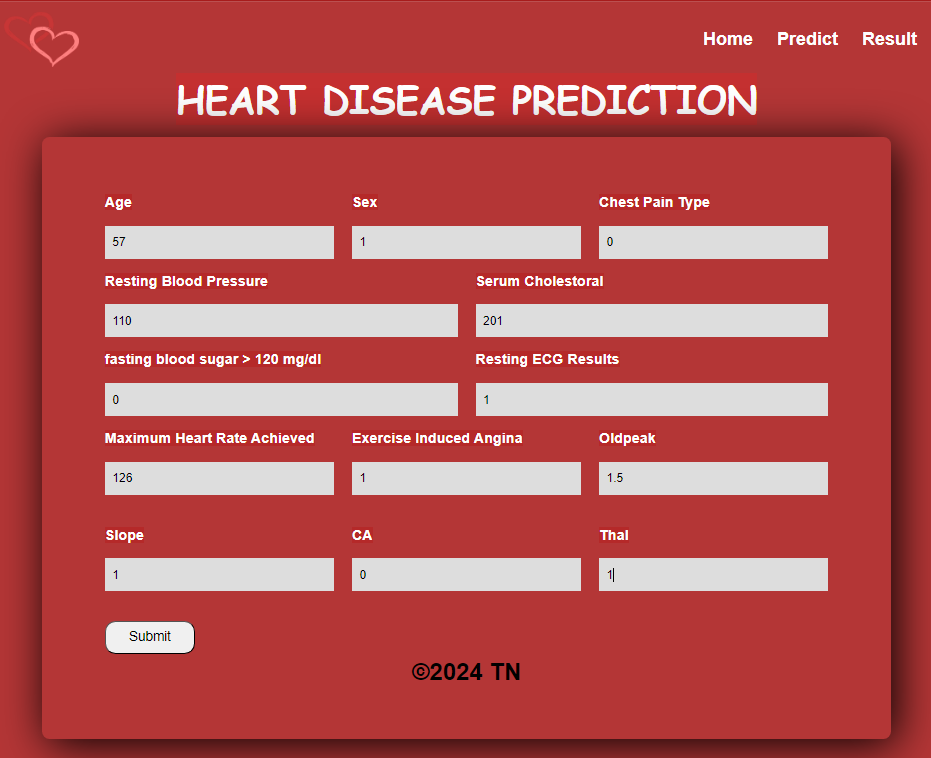 Home Predict Result
HEART DISEASE PREDICTION
Age Sex Chest Pain Type
57 1 0
Resting Blood Pressure Serum Cholestoral
110 201
fasting blood sugar > 120 mg/dl Resting ECG Results
0 1
Maximum Heart Rate Achieved Exercise Induced Angina Oldpeak
126 1 1.5
Slope CA Thal
1 0 1
Submit
©2024 TN